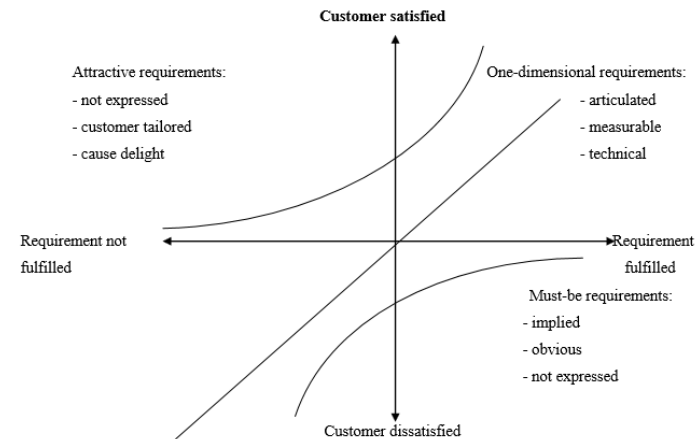 Customer satisfied
Attractive requirements:
- not expressed
- customer tailored
- cause delight
One-dimensional requirements:
- articulated
- measurable
- technical
Requirement not
fulfilled
Requirement
fulfilled
Must-be requirements:
- implied
- obvious
- not expressed
Customer dissatisfied